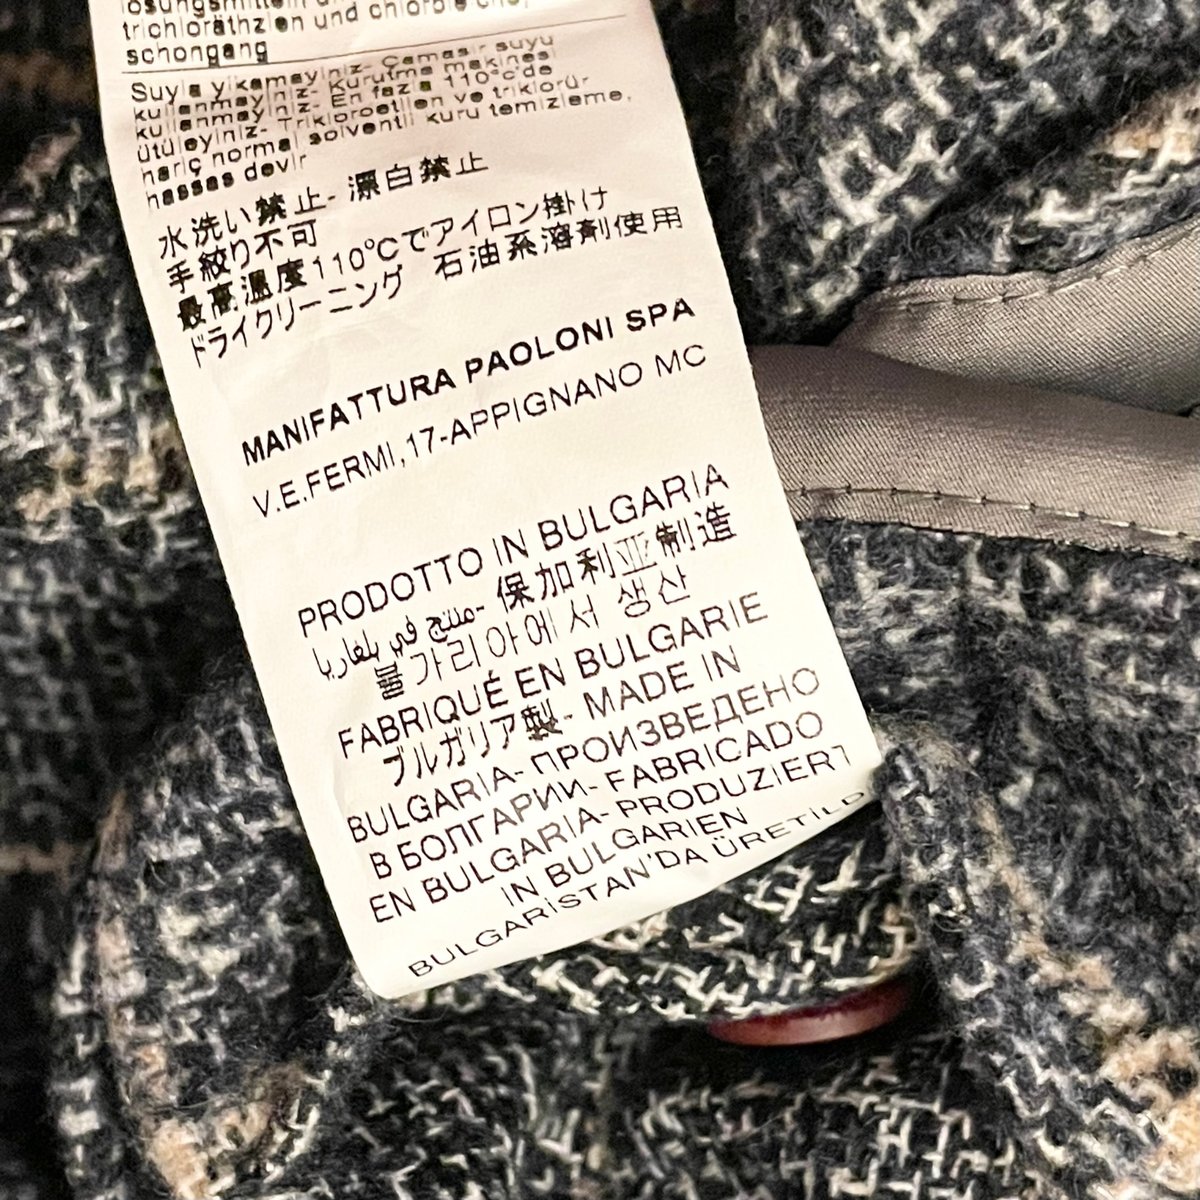 trichloräthzlen und chlorbleiche,
schongang
Suyla yikamayiniz- Çamasir suyu
kullanmayiniz- Kurutma makinesi
kullanmayiniz- En fazla 110°c'de
ütüleyiniz- Trikloroetilen ve triklorür
hariç normal solventli kuru temizleme,
hassas devir
水洗い禁止- 漂白禁止
手絞り不可
最高温度110°Cでアイロン掛け
ドライクリーニング 石油系溶剤使用
MANIFATTURA PAOLONI SPA
V.E.FERMI,17-APPIGNANO MC
PRODOTTO IN BULGARIA
منتج في بلغاريا- 保加利亚制造
불가리아에서 생산
FABRIQUÉ EN BULGARIE
ブルガリア製- MADE IN
BULGARIA- ПРОИЗВЕДЕНО
В БОЛГАРИИ- FABRICADO
EN BULGARIA- PRODUZIERT
IN BULGARIEN
BULGARİSTAN'DA ÜRETİLD